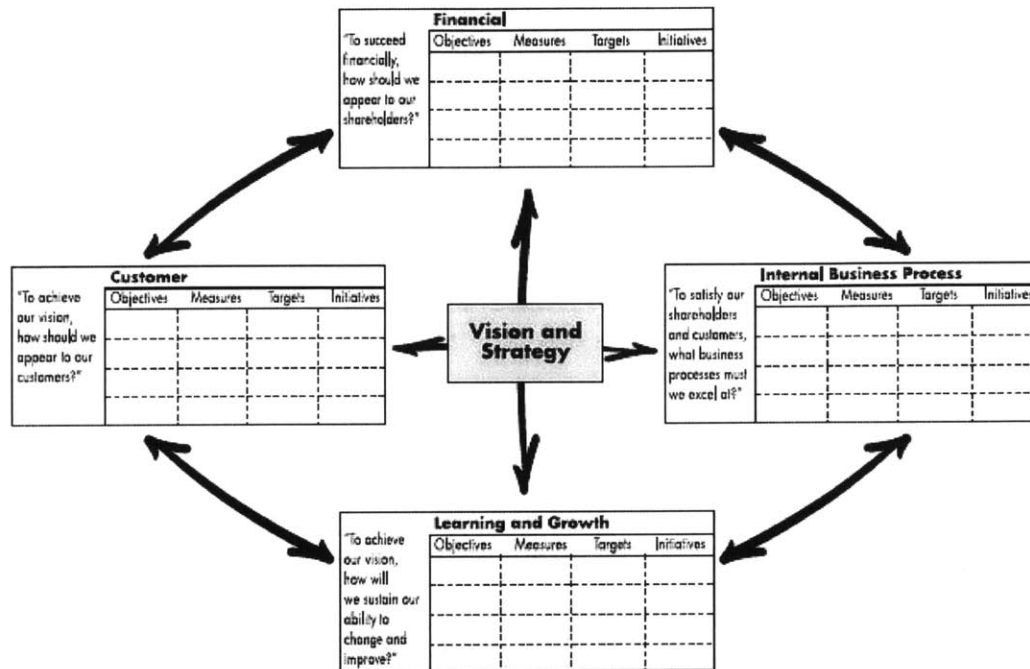 Financial
Objectives Measures Targets Initiatives
"To succeed
financially,
how should we
appear to our
shareholders?"
Customer
Objectives Measures Targets Initiatives
"To achieve
our vision,
how should we
appear to our
customers?"
Vision and
Strategy
Internal Business Process
Objectives Measures Targets Initiatives
"To satisfy our
shareholders
and customers,
what business
processes must
we excel at?"
Learning and Growth
Objectives Measures Targets Initiatives
"To achieve
our vision,
how will
we sustain our
ability to
change and
improve?"